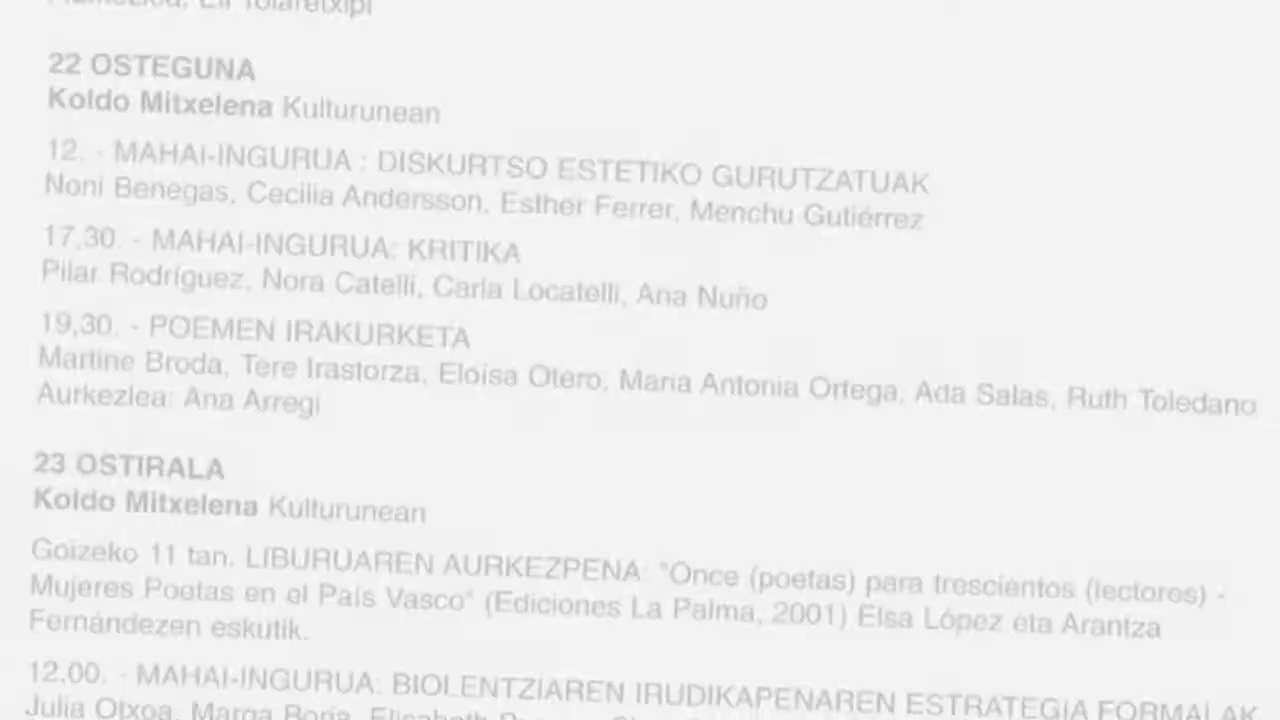 22 OSTEGUNA
Koldo Mitxelena Kulturunean
12. - MAHAI-INGURUA : DISKURTSO ESTETIKO GURUTZATUAK
Noni Benegas, Cecilia Andersson, Esther Ferrer, Menchu Gutiérrez
17,30. - MAHAI-INGURUA: KRITIKA
Pilar Rodríguez, Nora Catelli, Carla Locatelli, Ana Nuño
19,30. - POEMEN IRAKURKETA
Martine Broda, Tere Irastorza, Eloísa Otero, Maria Antonia Ortega, Ada Salas, Ruth Toledano
Aurkezlea: Ana Arregi
23 OSTIRALA
Koldo Mitxelena Kulturunean
Goizeko 11 tan. LIBURUAREN AURKEZPENA: "Once (poetas) para trescientos (lectores) -
Mujeres Poetas en el País Vasco" (Ediciones La Palma, 2001) Elsa López eta Arantza
Fernándezen eskutik.
12,00. - MAHAI-INGURUA: BIOLENTZIAREN IRUDIKAPENAREN ESTRATEGIA FORMALAK
Julia Otxoa, Marga Borja,